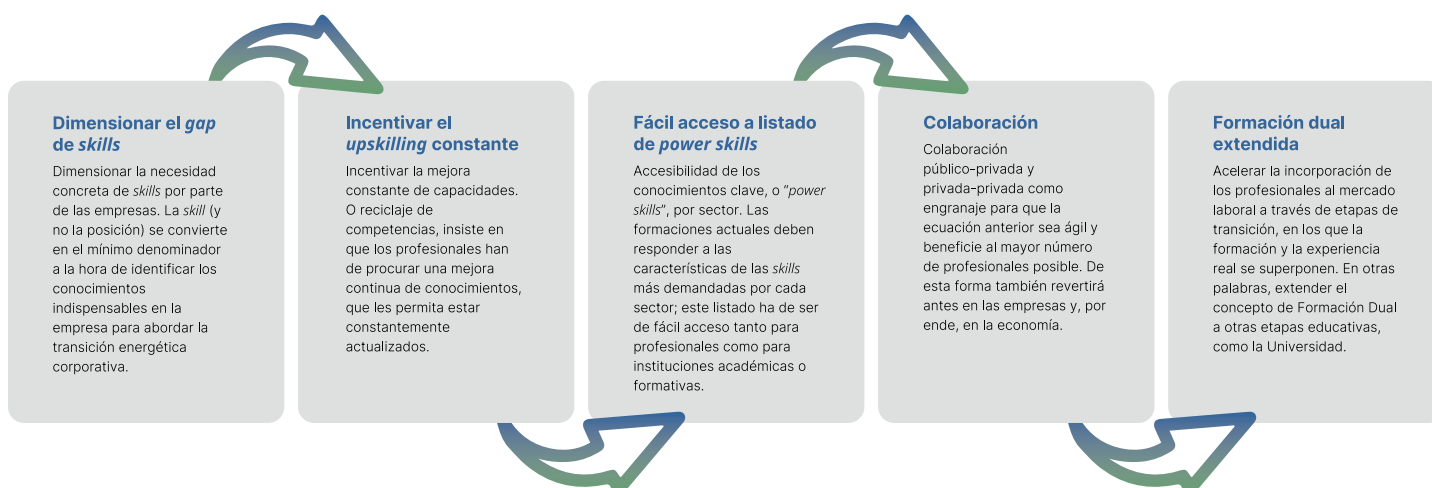 Dimensionar el gap
de skills
Dimensionar la necesidad
concreta de skills por parte
de las empresas. La skill (y
no la posición) se convierte
en el mínimo denominador
a la hora de identificar los
conocimientos
indispensables en la
empresa para abordar la
transición energética
corporativa.
Incentivar el
upskilling constante
Incentivar la mejora
constante de capacidades.
O reciclaje de
competencias, insiste en
que los profesionales han
de procurar una mejora
continua de conocimientos,
que les permita estar
constantemente
actualizados.
Fácil acceso a listado
de power skills
Accesibilidad de los
conocimientos clave, o "power
skills", por sector. Las
formaciones actuales deben
responder a las
características de las skills
más demandadas por cada
sector; este listado ha de ser
de fácil acceso tanto para
profesionales como para
instituciones académicas o
formativas.
Colaboración
Colaboración
público-privada y
privada-privada como
engranaje para que la
ecuación anterior sea ágil y
beneficie al mayor número
de profesionales posible. De
esta forma también revertirá
antes en las empresas y, por
ende, en la economía.
Formación dual
extendida
Acelerar la incorporación de
los profesionales al mercado
laboral a través de etapas de
transición, en los que la
formación y la experiencia
real se superponen. En otras
palabras, extender el
concepto de Formación Dual
a otras etapas educativas,
como la Universidad.